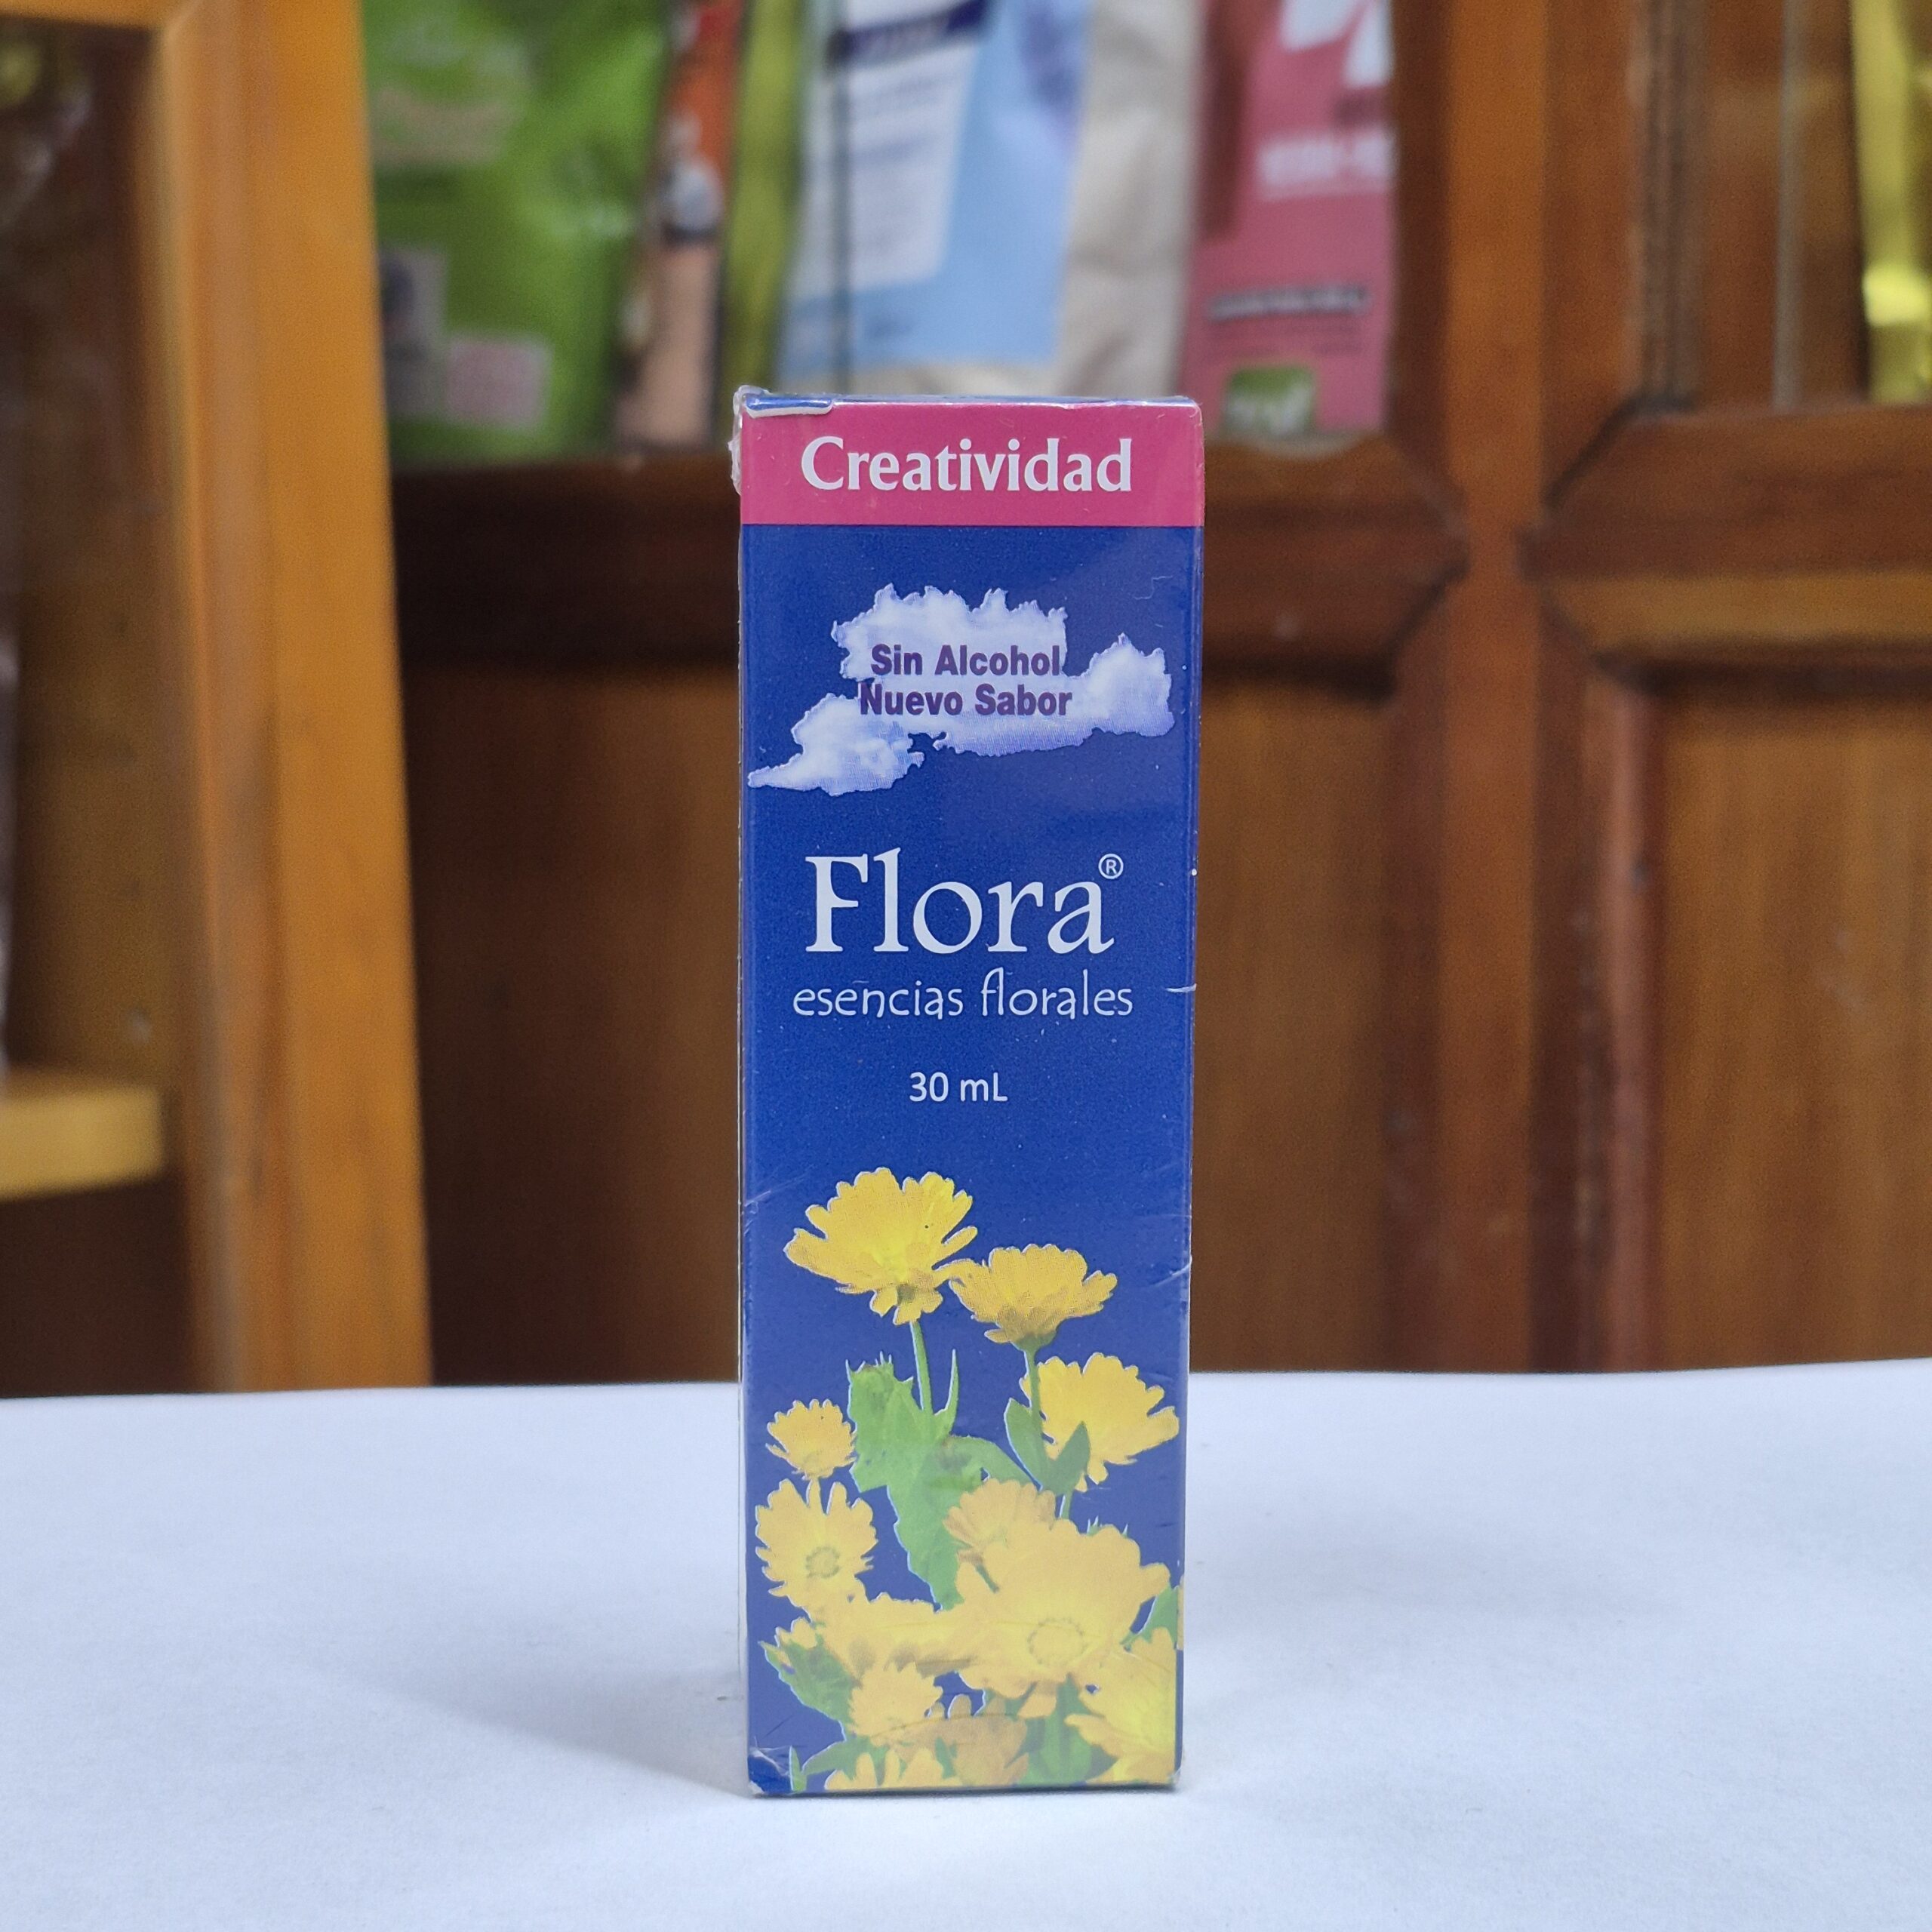 Creatividad
Sin Alcohol
Nuevo Sabor
Flora®
esencias florales
30 mL